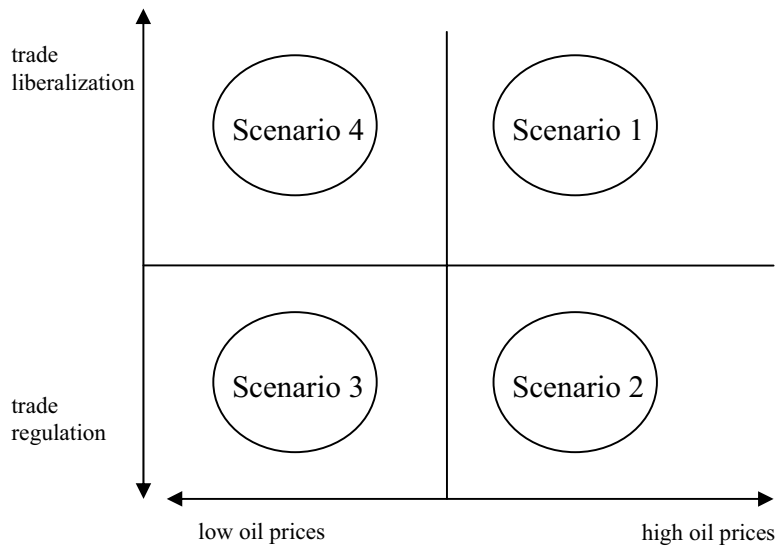 trade
liberalization
Scenario 4
Scenario 1
Scenario 3
Scenario 2
trade
regulation
low oil prices
high oil prices